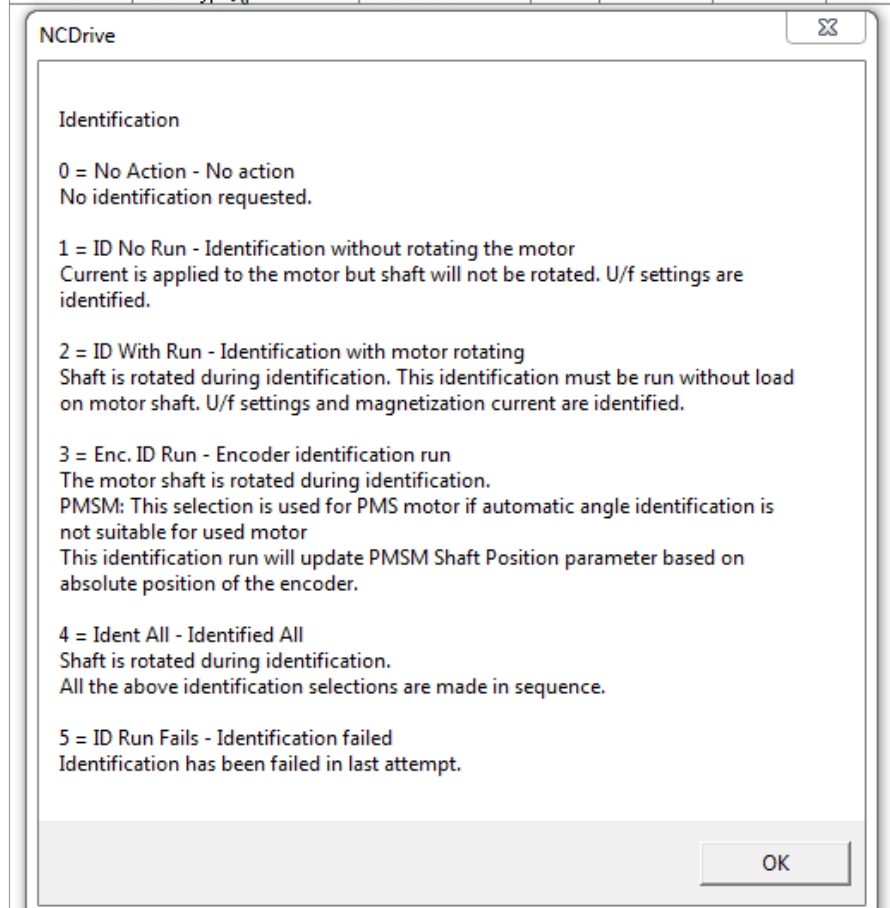 NCDrive
Identification
0 = No Action - No action
No identification requested.
1 = ID No Run - Identification without rotating the motor
Current is applied to the motor but shaft will not be rotated. U/f settings are
identified.
2 = ID With Run - Identification with motor rotating
Shaft is rotated during identification. This identification must be run without load
on motor shaft. U/f settings and magnetization current are identified.
3 = Enc. ID Run - Encoder identification run
The motor shaft is rotated during identification.
PMSM: This selection is used for PMS motor if automatic angle identification is
not suitable for used motor
This identification run will update PMSM Shaft Position parameter based on
absolute position of the encoder.
4 = Ident All - Identified All
Shaft is rotated during identification.
All the above identification selections are made in sequence.
5 = ID Run Fails - Identification failed
Identification has been failed in last attempt.
OK